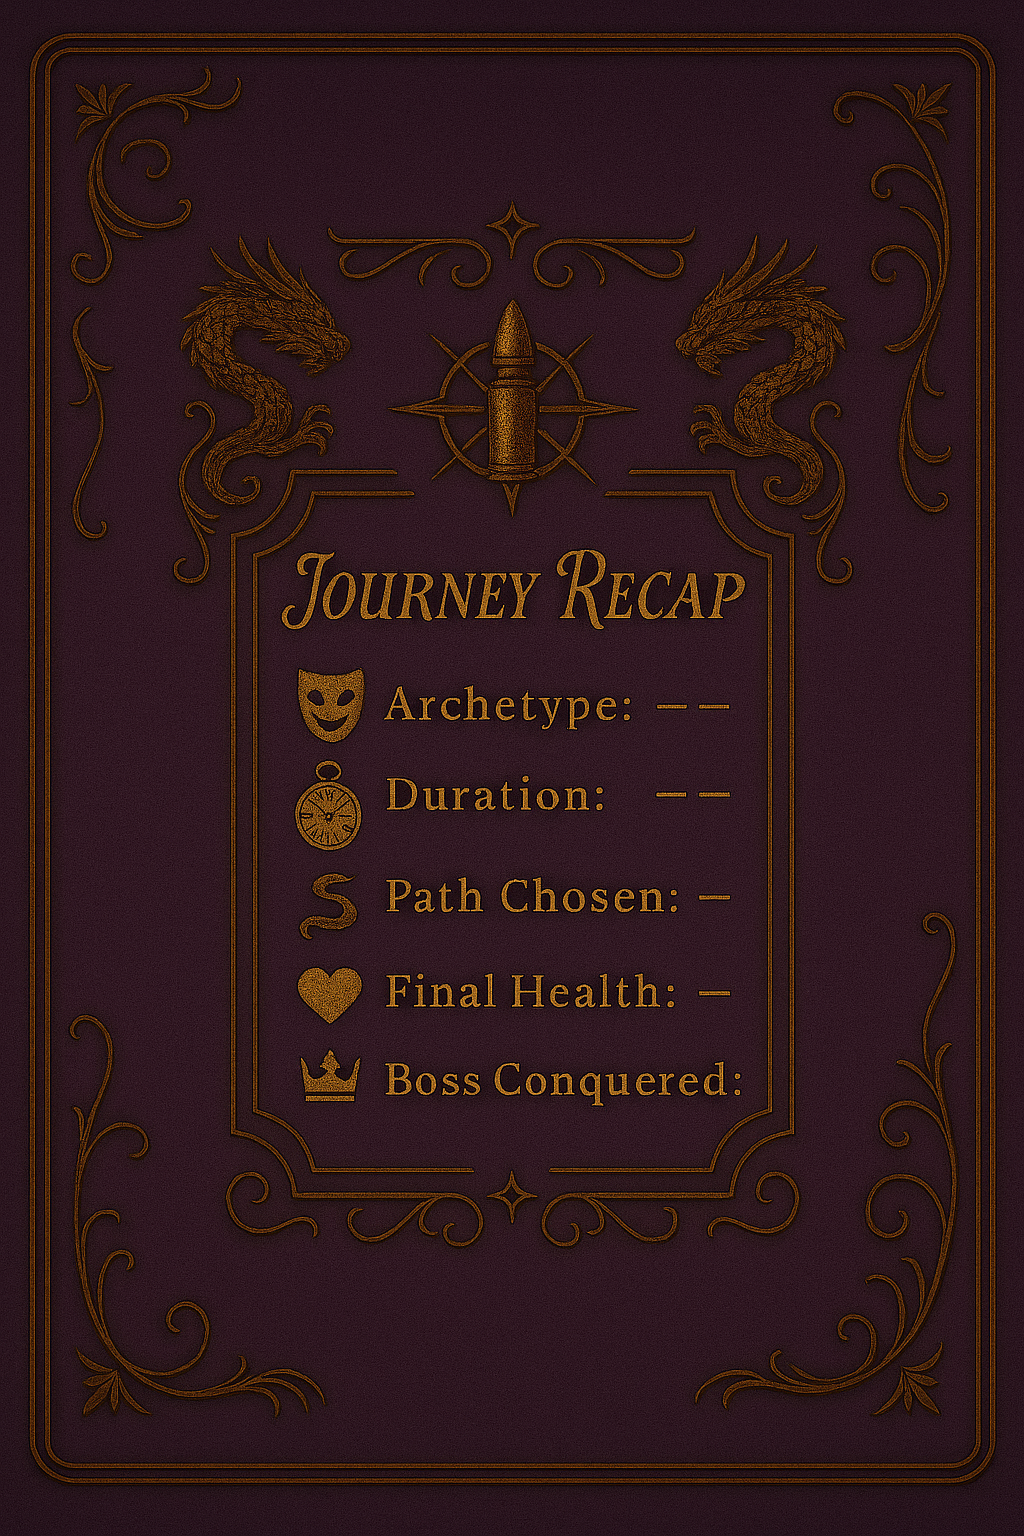 Journey Recap
Archetype: — —
Duration: — —
Path Chosen: —
Final Health: —
Boss Conquered: